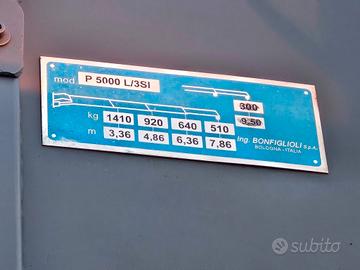 mod P 5000 L/3SI
300
9,50
kg 1410 920 640 510
m 3,36 4,86 6,36 7,86
Ing. BONFIGLIOLI S.p.A.
BOLOGNA - ITALIA
subito